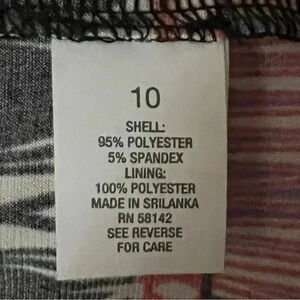 10
SHELL:
95% POLYESTER
5% SPANDEX
LINING:
100% POLYESTER
MADE IN SRILANKA
RN 58142
SEE REVERSE
FOR CARE